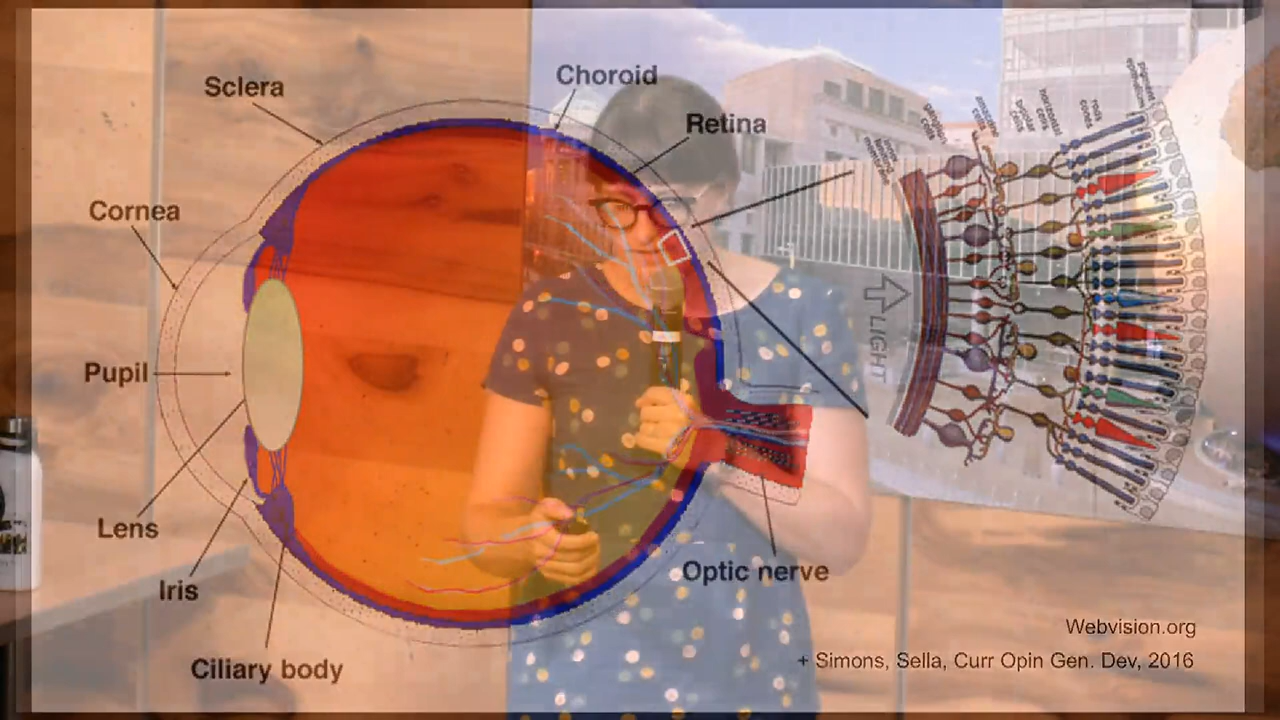 Choroid
Sclera
Retina
Cornea
LIGHT
Pupil
Lens
Optic nerve
Iris
Webvision.org
+ Simons, Sella, Curr Opin Gen. Dev, 2016
Ciliary body